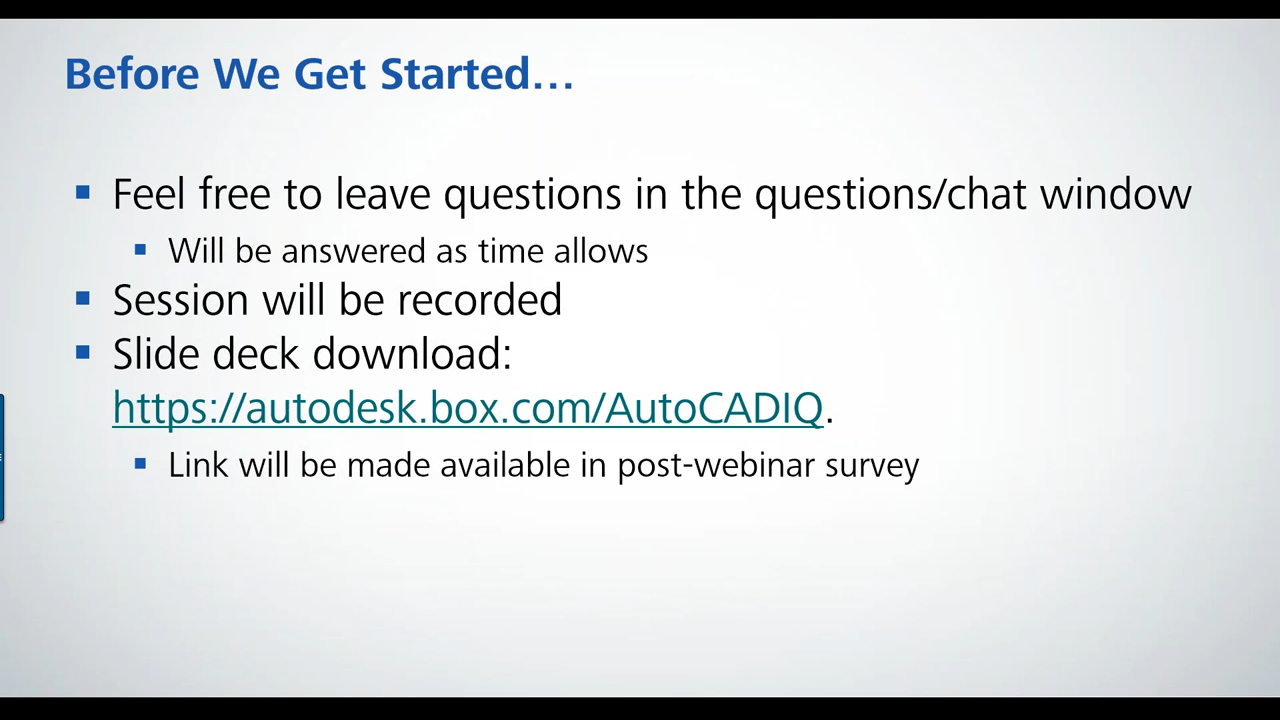 Before We Get Started...
Feel free to leave questions in the questions/chat window
Will be answered as time allows
Session will be recorded
Slide deck download:
https://autodesk.box.com/AutoCADIQ.
Link will be made available in post-webinar survey